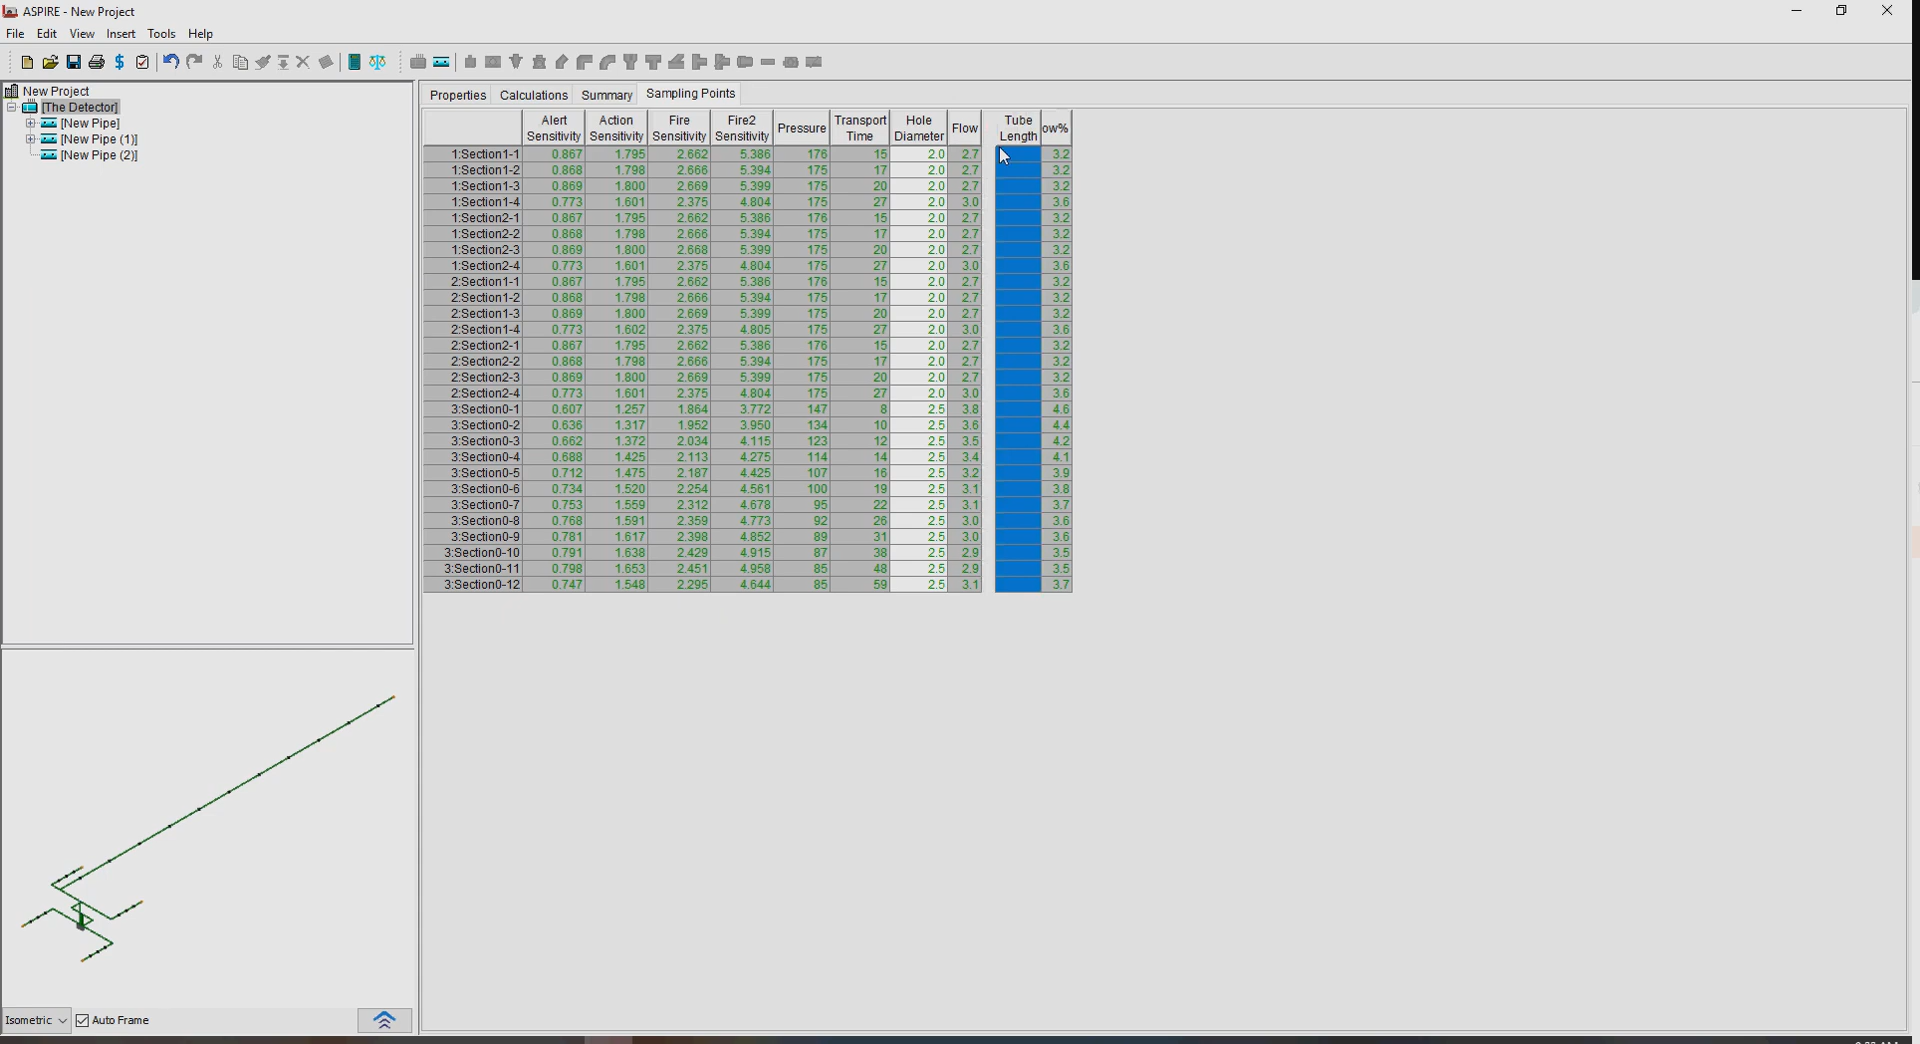 ASPIRE - New Project
File Edit View Insert Tools Help
New Project
[The Detector]
[New Pipe]
[New Pipe (1)]
[New Pipe (2)]
Properties Calculations Summary Sampling Points
Alert Sensitivity Action Sensitivity Fire Sensitivity Fire2 Sensitivity Pressure Transport Time Hole Diameter Flow Tube Length ow%
1:Section1-1 0.867 1.795 2.662 5.386 176 15 2.0 2.7 3.2
1:Section1-2 0.868 1.798 2.666 5.394 175 17 2.0 2.7 3.2
1:Section1-3 0.869 1.800 2.669 5.399 175 20 2.0 2.7 3.2
1:Section1-4 0.773 1.601 2.375 4.804 175 27 2.0 3.0 3.6
1:Section2-1 0.867 1.795 2.662 5.386 176 15 2.0 2.7 3.2
1:Section2-2 0.868 1.798 2.666 5.394 175 17 2.0 2.7 3.2
1:Section2-3 0.869 1.800 2.668 5.399 175 20 2.0 2.7 3.2
1:Section2-4 0.773 1.601 2.375 4.804 175 27 2.0 3.0 3.6
2:Section1-1 0.867 1.795 2.662 5.386 176 15 2.0 2.7 3.2
2:Section1-2 0.868 1.798 2.666 5.394 175 17 2.0 2.7 3.2
2:Section1-3 0.869 1.800 2.669 5.399 175 20 2.0 2.7 3.2
2:Section1-4 0.773 1.602 2.375 4.805 175 27 2.0 3.0 3.6
2:Section2-1 0.867 1.795 2.662 5.386 176 15 2.0 2.7 3.2
2:Section2-2 0.868 1.798 2.666 5.394 175 17 2.0 2.7 3.2
2:Section2-3 0.869 1.800 2.669 5.399 175 20 2.0 2.7 3.2
2:Section2-4 0.773 1.601 2.375 4.804 175 27 2.0 3.0 3.6
3:Section0-1 0.607 1.257 1.864 3.772 147 8 2.5 3.8 4.6
3:Section0-2 0.636 1.317 1.952 3.950 134 10 2.5 3.6 4.4
3:Section0-3 0.662 1.372 2.034 4.115 123 12 2.5 3.5 4.2
3:Section0-4 0.688 1.425 2.113 4.275 114 14 2.5 3.4 4.1
3:Section0-5 0.712 1.475 2.187 4.425 107 16 2.5 3.2 3.9
3:Section0-6 0.734 1.520 2.254 4.561 100 19 2.5 3.1 3.8
3:Section0-7 0.753 1.559 2.312 4.678 95 22 2.5 3.1 3.7
3:Section0-8 0.768 1.591 2.359 4.773 92 26 2.5 3.0 3.6
3:Section0-9 0.781 1.617 2.398 4.852 89 31 2.5 3.0 3.6
3:Section0-10 0.791 1.638 2.429 4.915 87 38 2.5 2.9 3.5
3:Section0-11 0.798 1.653 2.451 4.958 85 48 2.5 2.9 3.5
3:Section0-12 0.747 1.548 2.295 4.644 85 59 2.5 3.1 3.7
Isometric Auto Frame